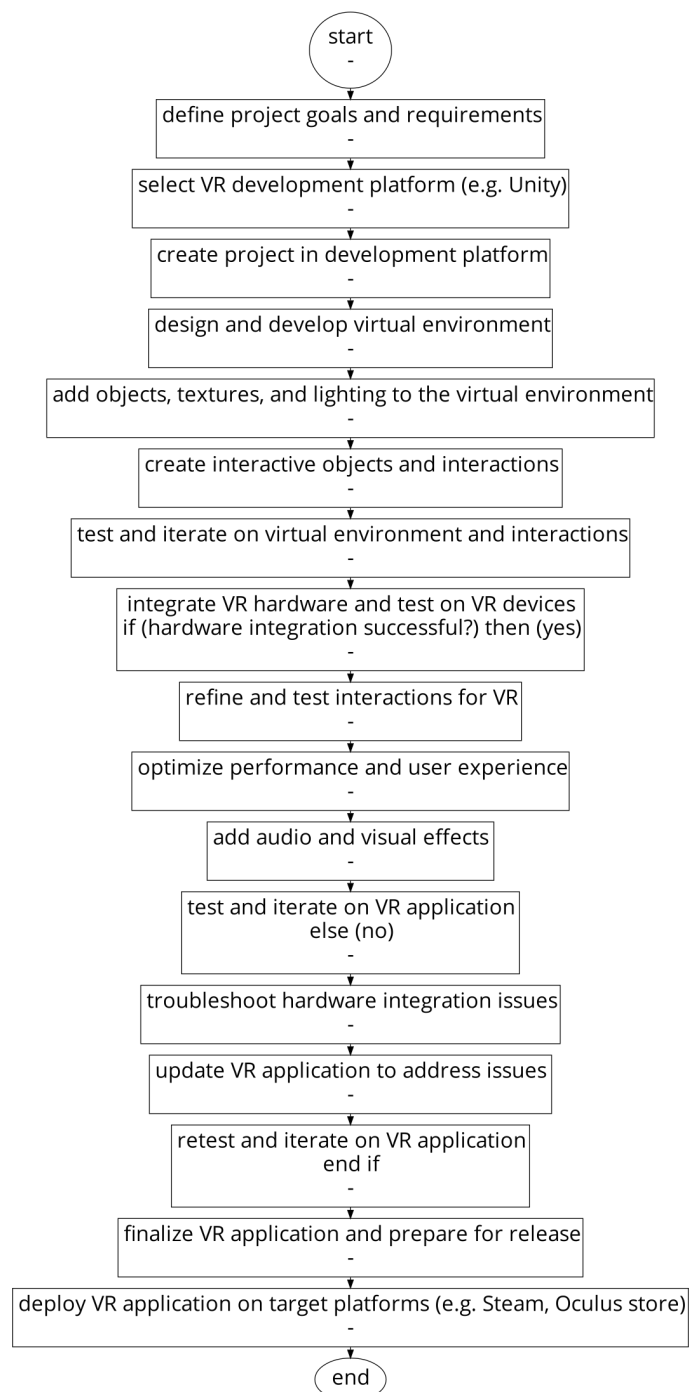 start
-
define project goals and requirements
-
select VR development platform (e.g. Unity)
-
create project in development platform
-
design and develop virtual environment
-
add objects, textures, and lighting to the virtual environment
-
create interactive objects and interactions
-
test and iterate on virtual environment and interactions
-
integrate VR hardware and test on VR devices
if (hardware integration successful?) then (yes)
-
refine and test interactions for VR
-
optimize performance and user experience
-
add audio and visual effects
-
test and iterate on VR application
else (no)
-
troubleshoot hardware integration issues
-
update VR application to address issues
-
retest and iterate on VR application
end if
-
finalize VR application and prepare for release
-
deploy VR application on target platforms (e.g. Steam, Oculus store)
-
end